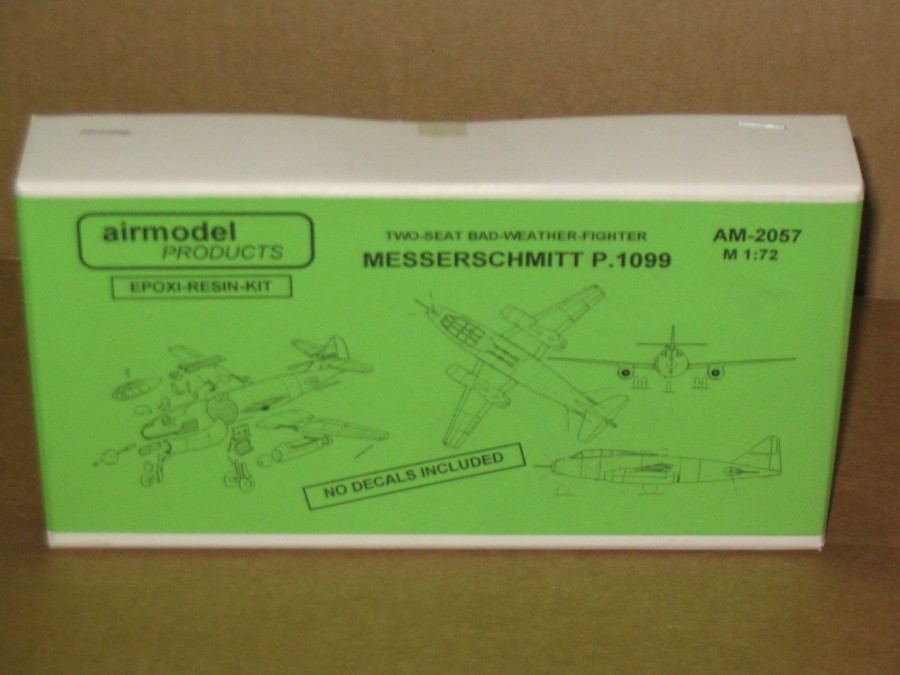 airmodel
PRODUCTS
EPOXI-RESIN-KIT
TWO-SEAT BAD-WEATHER-FIGHTER
MESSERSCHMITT P.1099
AM-2057
M 1:72
NO DECALS INCLUDED